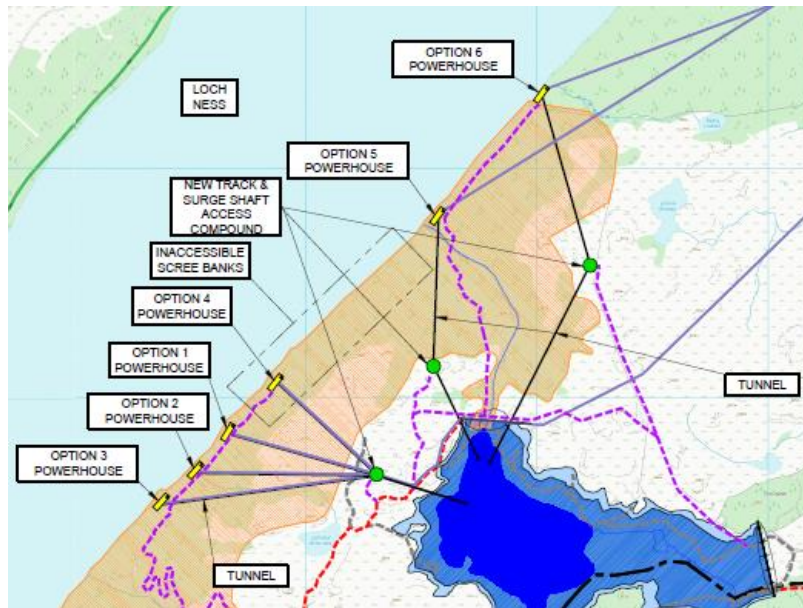 OPTION 6
POWERHOUSE
LOCH
NESS
OPTION 5
POWERHOUSE
NEW TRACK &
SURGE SHAFT
ACCESS
COMPOUND
INACCESSIBLE
SCREE BANKS
OPTION 4
POWERHOUSE
OPTION 1
POWERHOUSE
TUNNEL
OPTION 2
POWERHOUSE
OPTION 3
POWERHOUSE
TUNNEL